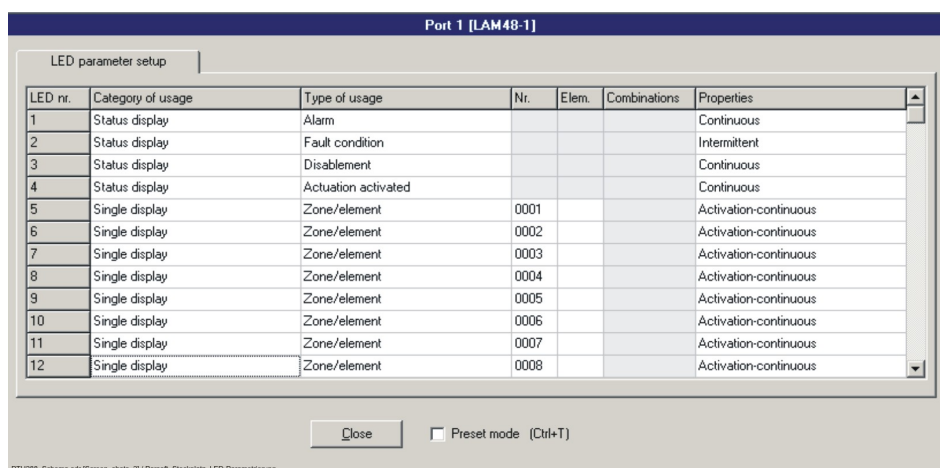 Port 1 [LAM48-1]
LED parameter setup
LED nr. Category of usage Type of usage Nr. Elem. Combinations Properties
1 Status display Alarm Continuous
2 Status display Fault condition Intermittent
3 Status display Disablement Continuous
4 Status display Actuation activated Continuous
5 Single display Zone/element 0001 Activation-continuous
6 Single display Zone/element 0002 Activation-continuous
7 Single display Zone/element 0003 Activation-continuous
8 Single display Zone/element 0004 Activation-continuous
9 Single display Zone/element 0005 Activation-continuous
10 Single display Zone/element 0006 Activation-continuous
11 Single display Zone/element 0007 Activation-continuous
12 Single display Zone/element 0008 Activation-continuous
Close Preset mode (Ctrl+T)